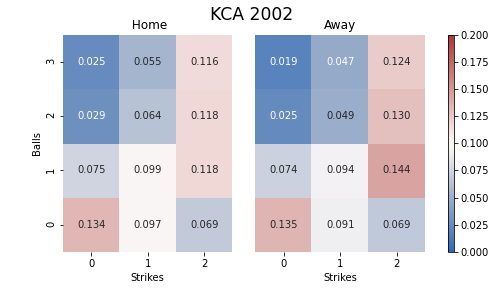 KCA 2002
Home Away
Balls
3 0.025 0.055 0.116 0.019 0.047 0.124
2 0.029 0.064 0.118 0.025 0.049 0.130
1 0.075 0.099 0.118 0.074 0.094 0.144
0 0.134 0.097 0.069 0.135 0.091 0.069
0 1 2 0 1 2
Strikes Strikes
0.200
0.175
0.150
0.125
0.100
0.075
0.050
0.025
0.000